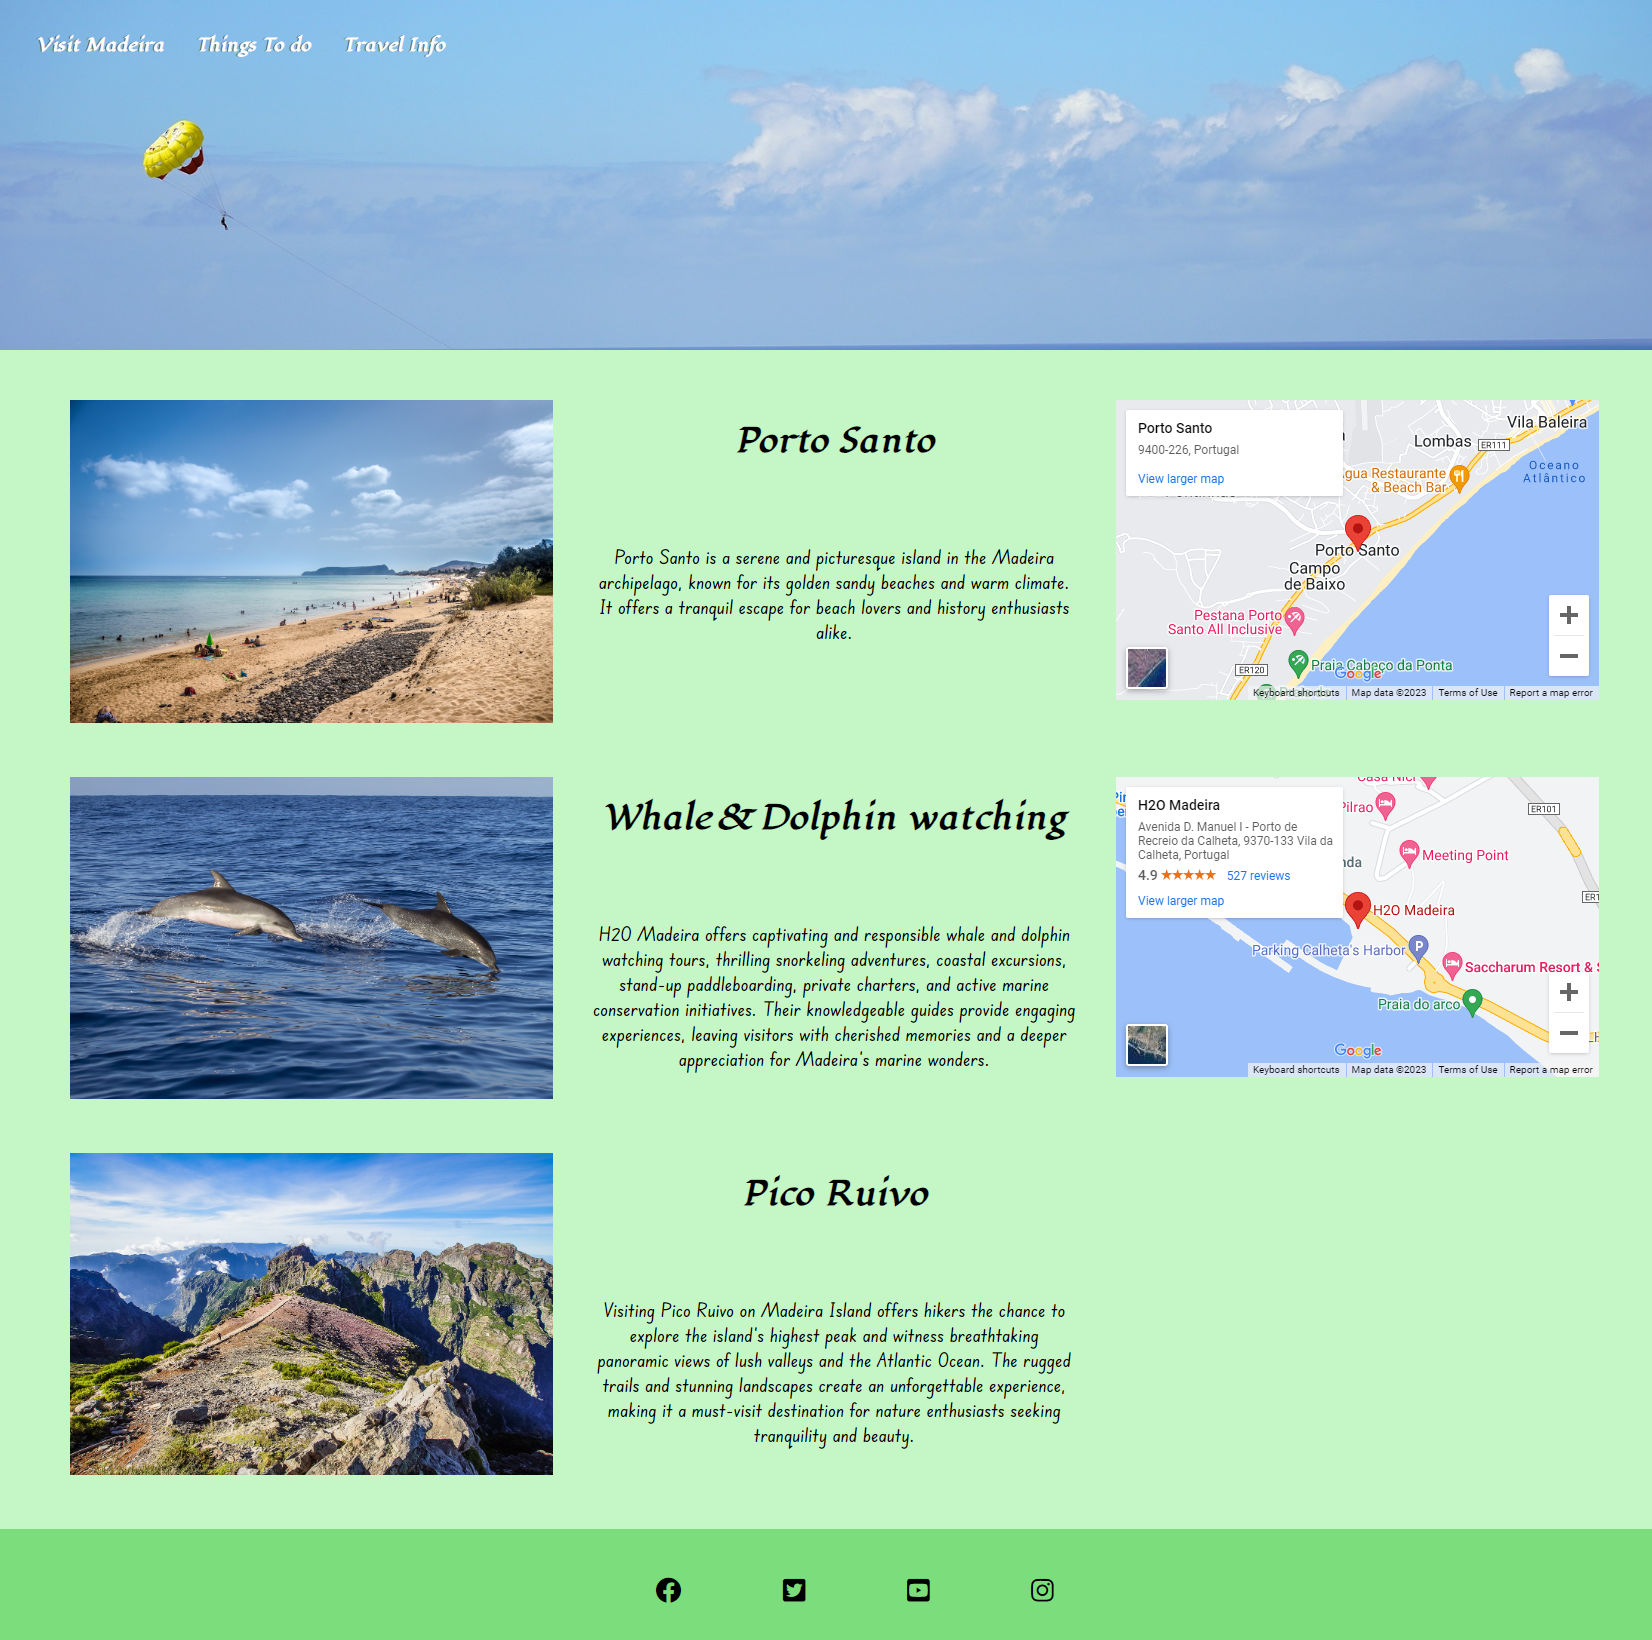 Visit Madeira
Things To do
Travel Info
Porto Santo
Porto Santo is a serene and picturesque island in the Madeira
archipelago, known for its golden sandy beaches and warm climate.
It offers a tranquil escape for beach lovers and history enthusiasts
alike.
Porto Santo
9400-226, Portugal
View larger map
Vila Baleira
Lombas
ER111
Oceano
Atlântico
Restaurante
& Beach Bar
Porto Santo
Campo
de Baixo
Pestana Porto
Santo All Inclusive
ER120
Praia Cabeço da Ponta
Google
Keyboard shortcuts
Map data ©2023
Terms of Use
Report a map error
Whale & Dolphin watching
H2O Madeira offers captivating and responsible whale and dolphin
watching tours, thrilling snorkeling adventures, coastal excursions,
stand-up paddleboarding, private charters, and active marine
conservation initiatives. Their knowledgeable guides provide engaging
experiences, leaving visitors with cherished memories and a deeper
appreciation for Madeira's marine wonders.
H2O Madeira
Avenida D. Manuel I - Porto de
Recreio da Calheta, 9370-133 Vila da
Calheta, Portugal
4.9
527 reviews
View larger map
Casa Nici
Pilrao
ER101
Meeting Point
H2O Madeira
Parking Calheta's Harbor
P
Saccharum Resort & S
Praia do arco
Google
Keyboard shortcuts
Map data ©2023
Terms of Use
Report a map error
Pico Ruivo
Visiting Pico Ruivo on Madeira Island offers hikers the chance to
explore the island's highest peak and witness breathtaking
panoramic views of lush valleys and the Atlantic Ocean. The rugged
trails and stunning landscapes create an unforgettable experience,
making it a must-visit destination for nature enthusiasts seeking
tranquility and beauty.